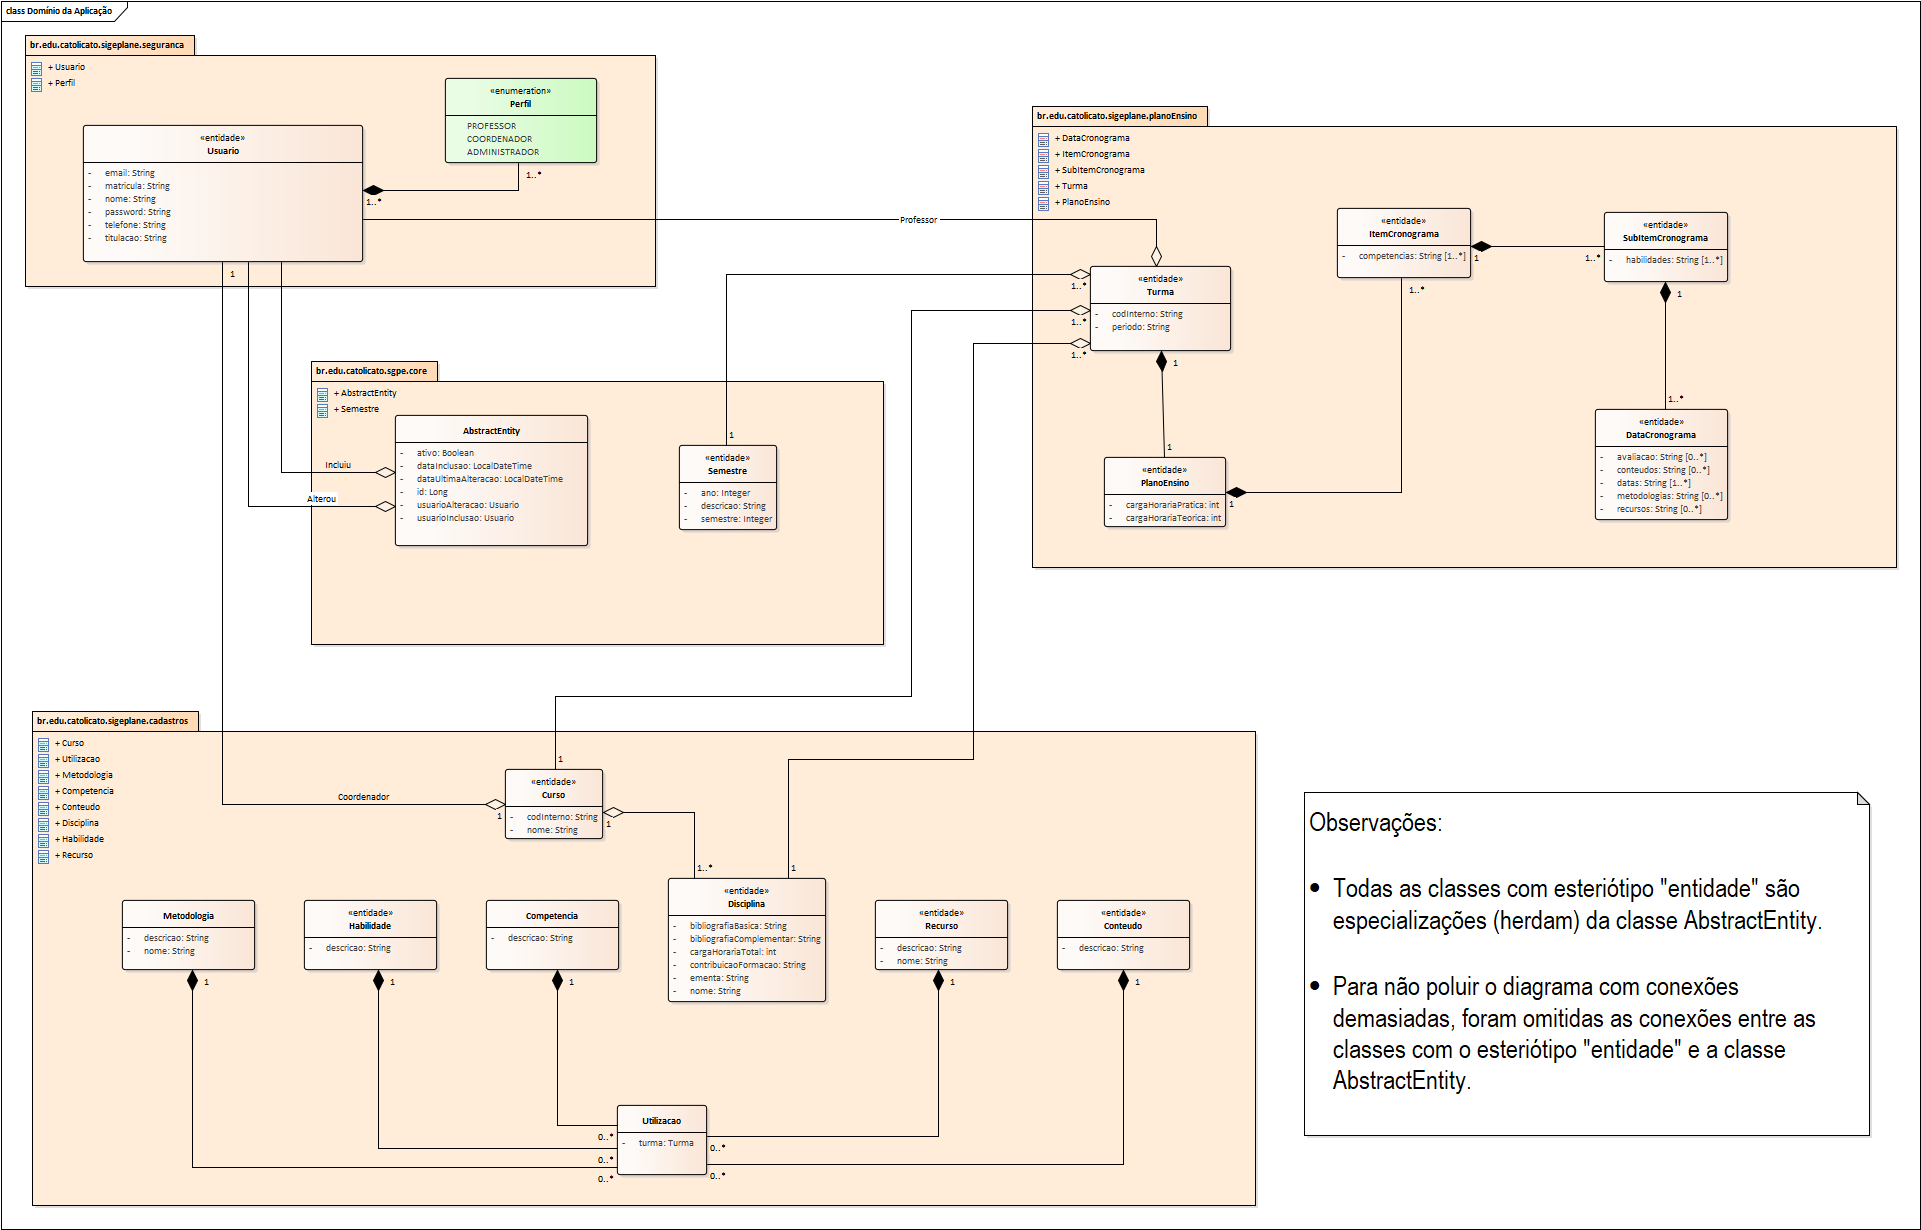 class Domínio da Aplicação
br.edu.catolicato.sigeplane.seguranca
+ Usuario
+ Perfil
«enumeration»
Perfil
PROFESSOR
COORDENADOR
ADMINISTRADOR
1..*
«entidade»
Usuario
- email: String
- matricula: String
- nome: String
- password: String
- telefone: String
- titulacao: String
1..*
1
Professor
br.edu.catolicato.sigeplane.planoEnsino
+ DataCronograma
+ ItemCronograma
+ SubItemCronograma
+ Turma
+ PlanoEnsino
«entidade»
ItemCronograma
- competencias: String [1..*]
1
1..*
1..*
«entidade»
SubItemCronograma
- habilidades: String [1..*]
1
1..*
«entidade»
Turma
- codInterno: String
- periodo: String
1..*
1..*
1..*
1
1
«entidade»
PlanoEnsino
- cargaHorariaPratica: int
- cargaHorariaTeorica: int
1
«entidade»
DataCronograma
- avaliacao: String [0..*]
- conteudos: String [0..*]
- datas: String [1..*]
- metodologias: String [0..*]
- recursos: String [0..*]
br.edu.catolicato.sgpe.core
+ AbstractEntity
+ Semestre
AbstractEntity
- ativo: Boolean
- dataInclusao: LocalDateTime
- dataUltimaAlteracao: LocalDateTime
- id: Long
- usuarioAlteracao: Usuario
- usuarioInclusao: Usuario
Incluiu
Alterou
1
«entidade»
Semestre
- ano: Integer
- descricao: String
- semestre: Integer
br.edu.catolicato.sigeplane.cadastros
+ Curso
+ Utilizacao
+ Metodologia
+ Competencia
+ Conteudo
+ Disciplina
+ Habilidade
+ Recurso
Coordenador
1
1
«entidade»
Curso
- codInterno: String
- nome: String
1
1..*
1
Metodologia
- descricao: String
- nome: String
1
«entidade»
Habilidade
- descricao: String
1
Competencia
- descricao: String
1
«entidade»
Disciplina
- bibliografiaBasica: String
- bibliografiaComplementar: String
- cargaHorariaTotal: int
- contribuicaoFormacao: String
- ementa: String
- nome: String
«entidade»
Recurso
- descricao: String
- nome: String
1
«entidade»
Conteudo
- descricao: String
1
Utilizacao
- turma: Turma
0..*
0..*
0..*
0..*
0..*
Observações:
• Todas as classes com esteriótipo "entidade" são
especializações (herdam) da classe AbstractEntity.
• Para não poluir o diagrama com conexões
demasiadas, foram omitidas as conexões entre as
classes com o esteriótipo "entidade" e a classe
AbstractEntity.